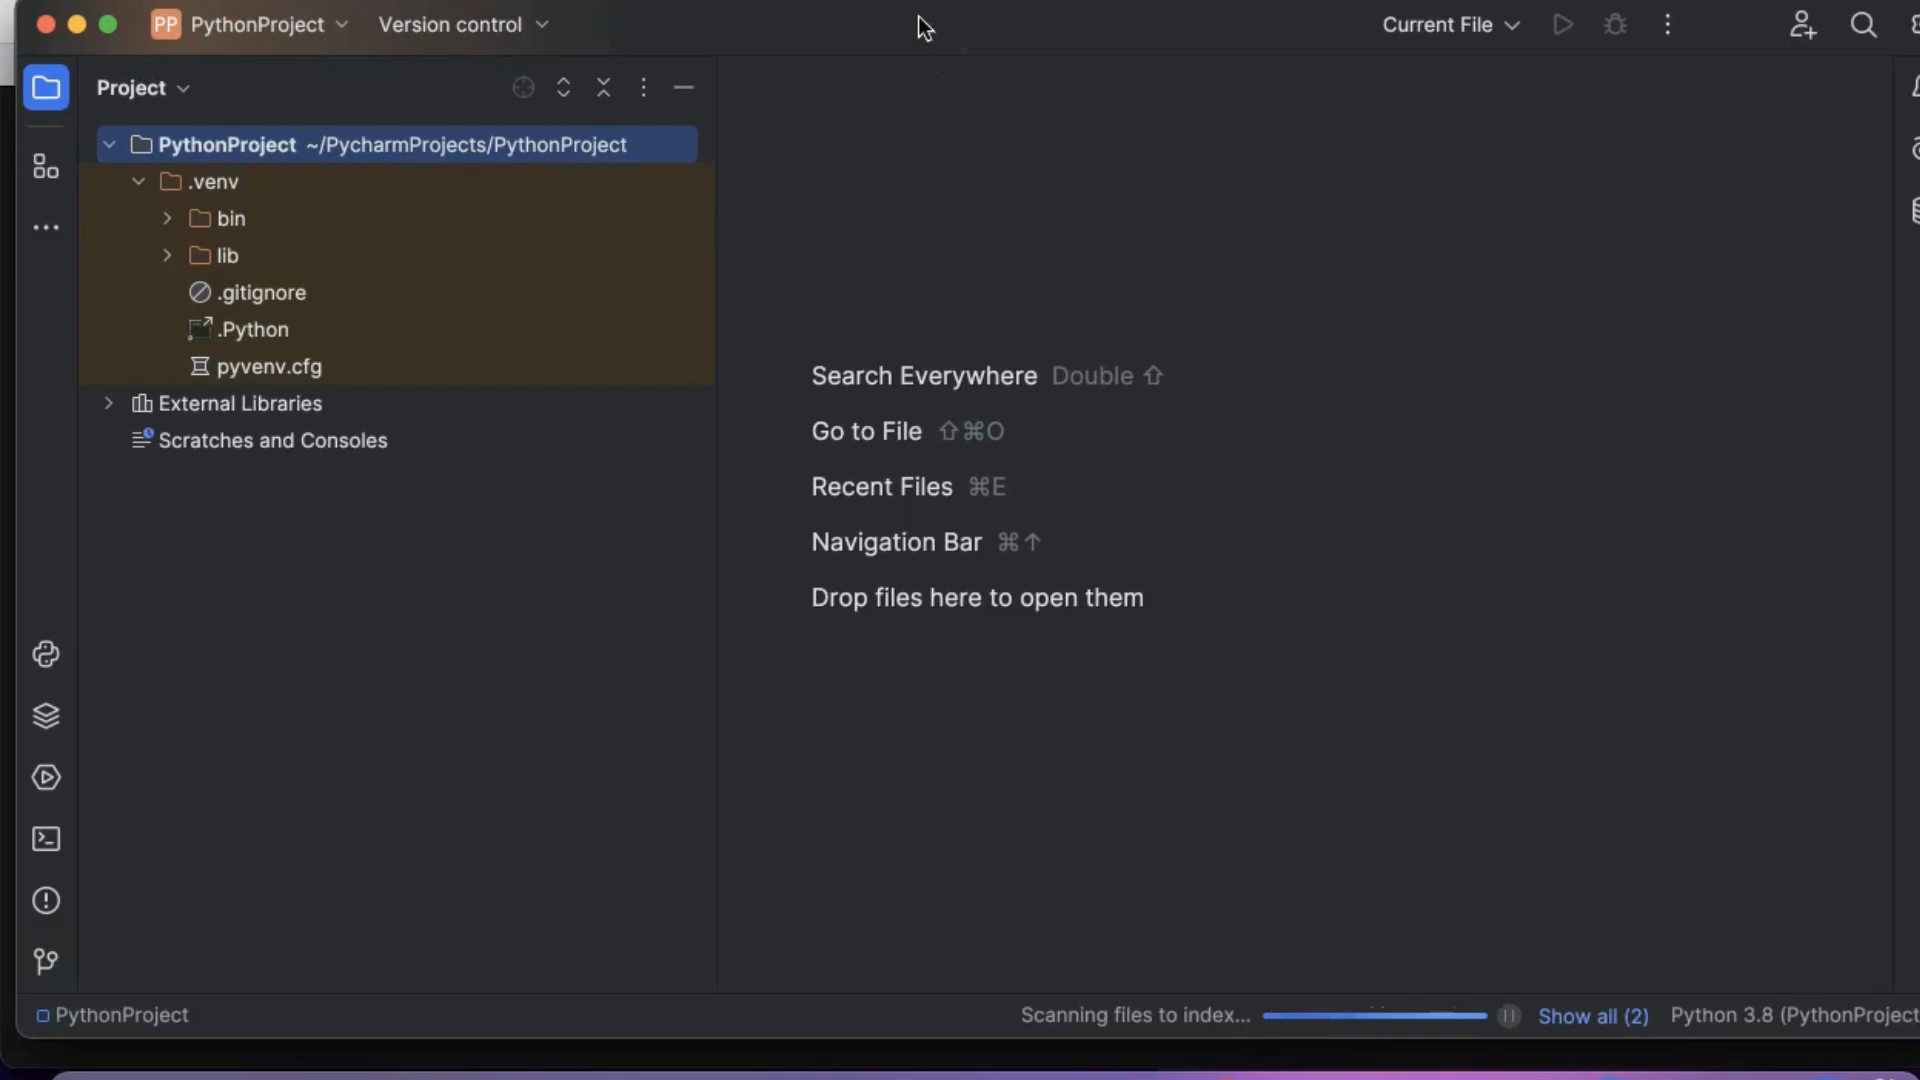 PP PythonProject
Version control
Current File
Project
PythonProject ~/PycharmProjects/PythonProject
.venv
bin
lib
.gitignore
.Python
pyvenv.cfg
External Libraries
Scratches and Consoles
Search Everywhere Double ⇧
Go to File ⇧⌘O
Recent Files ⌘E
Navigation Bar ⌘↑
Drop files here to open them
PythonProject
Scanning files to index...
Show all (2)
Python 3.8 (PythonProject